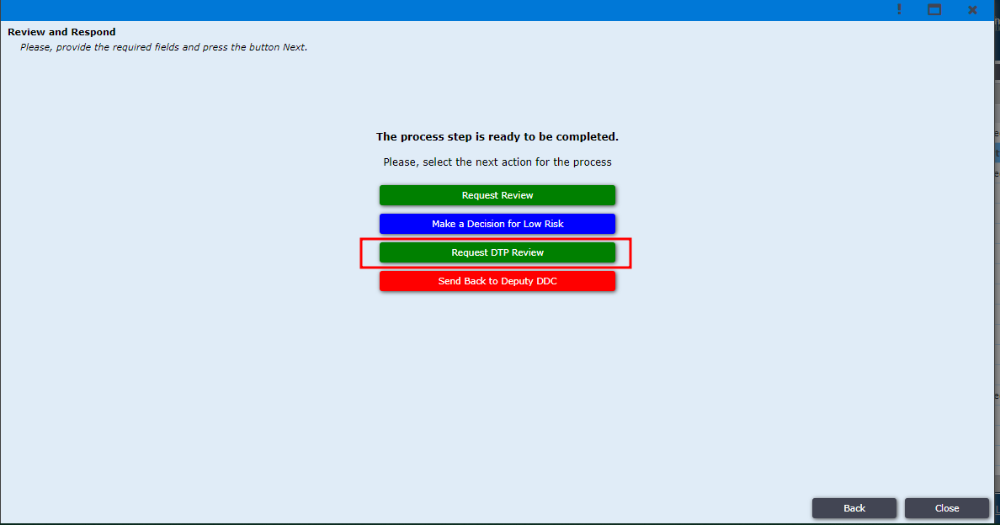 Review and Respond
Please, provide the required fields and press the button Next.
The process step is ready to be completed.
Please, select the next action for the process
Request Review
Make a Decision for Low Risk
Request DTP Review
Send Back to Deputy DDC
Back
Close